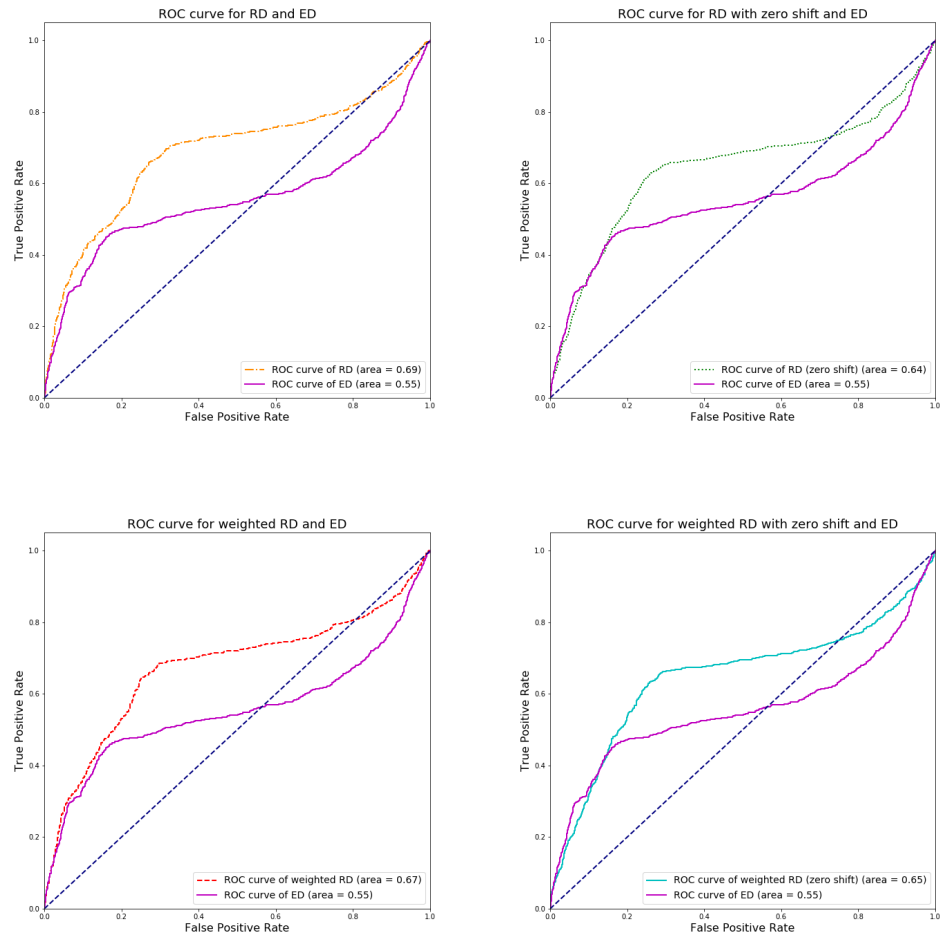 ROC curve for RD and ED
True Positive Rate
1.0
0.8
0.6
0.4
0.2
0.0
ROC curve of RD (area = 0.69)
ROC curve of ED (area = 0.55)
0.0 0.2 0.4 0.6 0.8 1.0
False Positive Rate
ROC curve for RD with zero shift and ED
True Positive Rate
1.0
0.8
0.6
0.4
0.2
0.0
ROC curve of RD (zero shift) (area = 0.64)
ROC curve of ED (area = 0.55)
0.0 0.2 0.4 0.6 0.8 1.0
False Positive Rate
ROC curve for weighted RD and ED
True Positive Rate
1.0
0.8
0.6
0.4
0.2
0.0
ROC curve of weighted RD (area = 0.67)
ROC curve of ED (area = 0.55)
0.0 0.2 0.4 0.6 0.8 1.0
False Positive Rate
ROC curve for weighted RD with zero shift and ED
True Positive Rate
1.0
0.8
0.6
0.4
0.2
0.0
ROC curve of weighted RD (zero shift) (area = 0.65)
ROC curve of ED (area = 0.55)
0.0 0.2 0.4 0.6 0.8 1.0
False Positive Rate